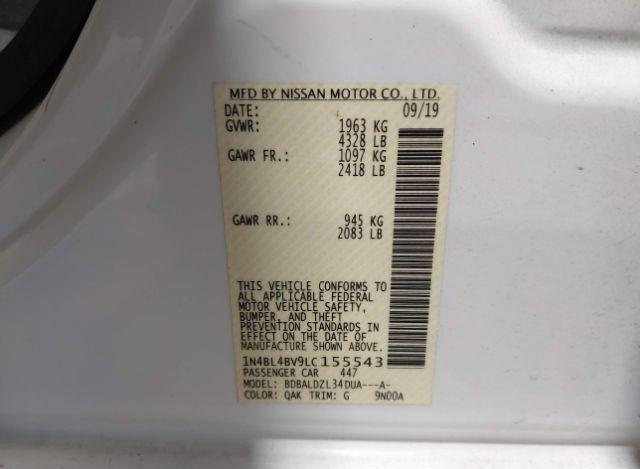 MFD BY NISSAN MOTOR CO., LTD.
DATE: 09/19
GVWR: 1963 KG
4328 LB
GAWR FR.: 1097 KG
2418 LB
GAWR RR.: 945 KG
2083 LB
THIS VEHICLE CONFORMS TO
ALL APPLICABLE FEDERAL
MOTOR VEHICLE SAFETY,
BUMPER, AND THEFT
PREVENTION STANDARDS IN
EFFECT ON THE DATE OF
MANUFACTURE SHOWN ABOVE.
1N4BL4BV9LC155543
PASSENGER CAR 447
MODEL: BDBALDZL34DUA---A-
COLOR: QAK TRIM: G 9N00A